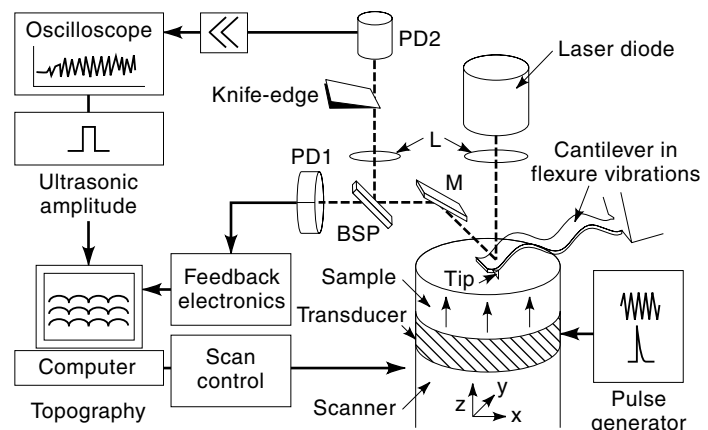 Oscilloscope
PD2
Laser diode
Knife-edge
L
Cantilever in
flexure vibrations
PD1
M
Ultrasonic
amplitude
BSP
Feedback
electronics
Sample
Tip
Transducer
Computer
Scan
control
Topography
Scanner
z
y
x
Pulse
generator